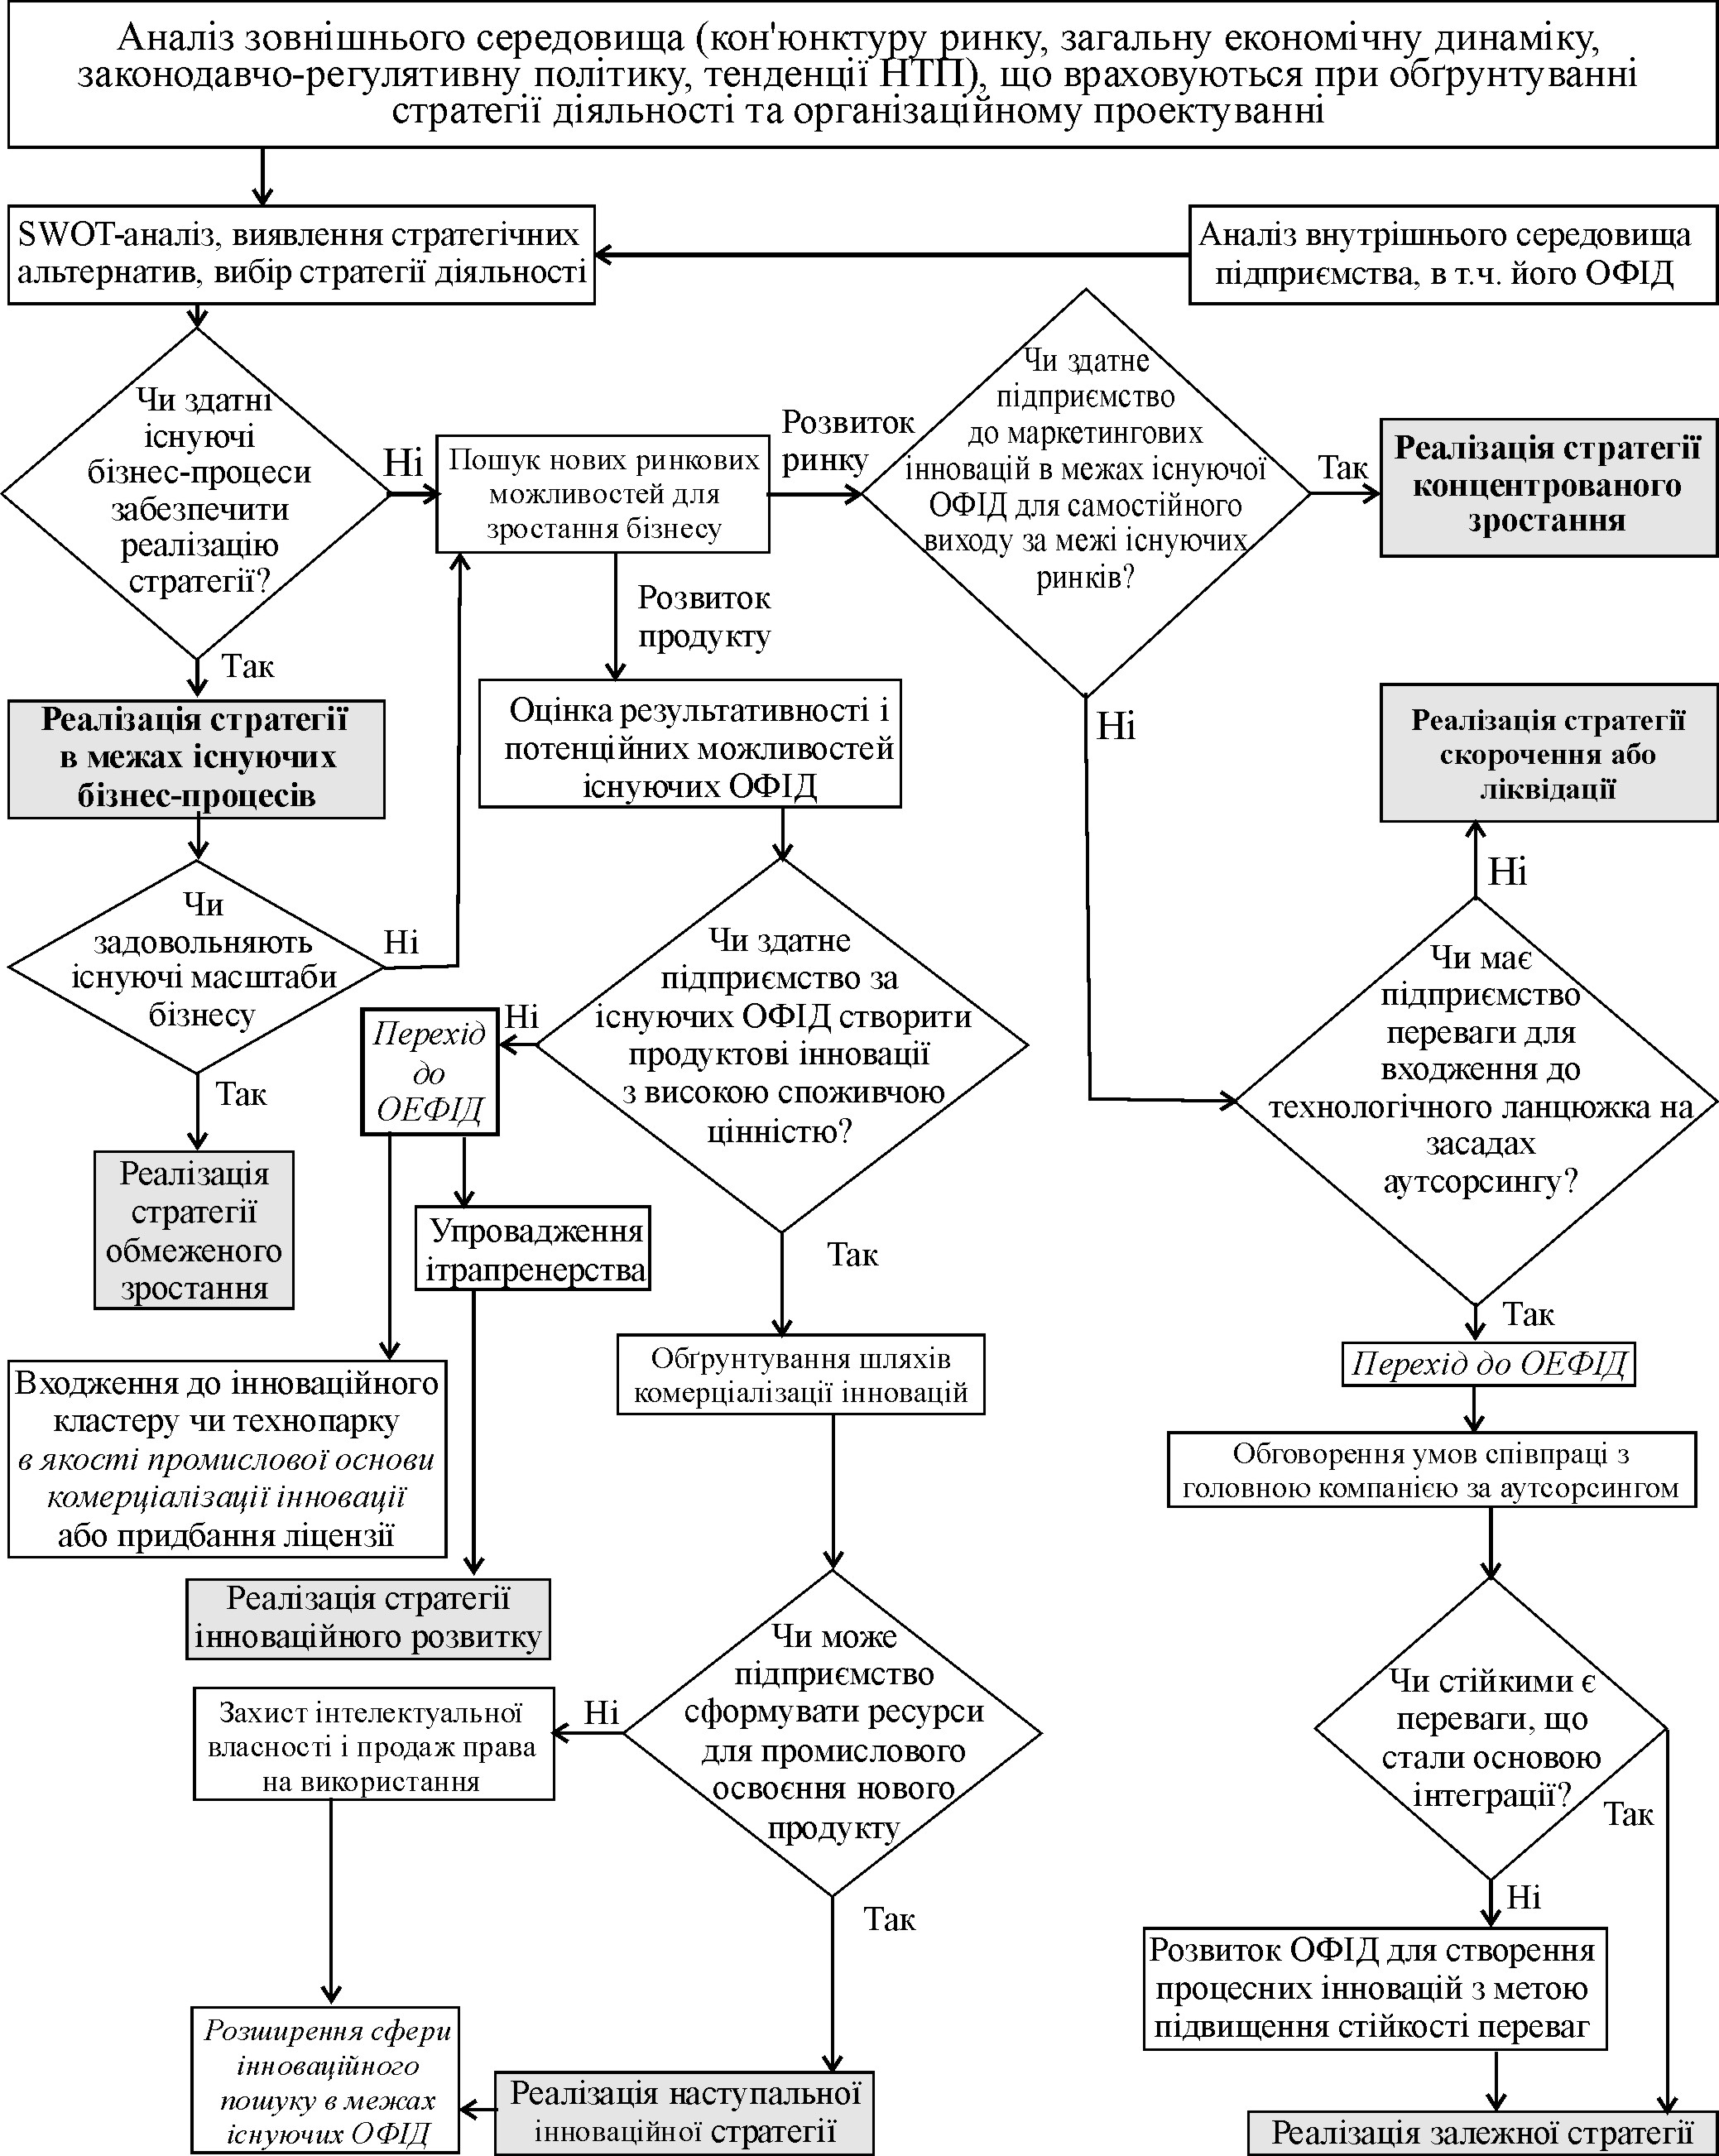 Аналіз зовнішнього середовища (кон'юнктуру ринку, загальну економічну динаміку,
законодавчо-регулятивну політику, тенденції НТП), що враховуються при обґрунтуванні
стратегії діяльності та організаційному проектуванні
SWOT-аналіз, виявлення стратегічних
альтернатив, вибір стратегії діяльності
Аналіз внутрішнього середовища
підприємства, в т.ч. його ОФІД
Чи здатні
існуючі
бізнес-процеси
забезпечити
реалізацію
стратегії?
Ні
Пошук нових ринкових
можливостей для
зростання бізнесу
Розвиток
ринку
Чи здатне
підприємство
до маркетингових
інновацій в межах існуючої
ОФІД для самостійного
виходу за межі існуючих
ринків?
Так
Реалізація стратегії
концентрованого
зростання
Розвиток
продукту
Так
Реалізація стратегії
в межах існуючих
бізнес-процесів
Оцінка результативності і
потенційних можливостей
існуючих ОФІД
Ні
Реалізація стратегії
скорочення або
ліквідації
Ні
Чи
задовольняють
існуючі масштаби
бізнесу
Ні
Так
Реалізація
стратегії
обмеженого
зростання
Чи здатне
підприємство за
існуючих ОФІД створити
продуктові інновації
з високою споживчою
цінністю?
Ні
Перехід
до
ОЕФІД
Упровадження
ітрапренерства
Так
Чи має
підприємство
переваги для
входження до
технологічного ланцюжка на
засадах
аутсорсингу?
Так
Перехід до ОЕФІД
Обґрунтування шляхів
комерціалізації інновацій
Входження до інноваційного
кластеру чи технопарку
в якості промислової основи
комерціалізації інновації
або придбання ліцензії
Обговорення умов співпраці з
головною компанією за аутсорсингом
Реалізація стратегії
інноваційного розвитку
Чи може
підприємство
сформувати ресурси
для промислового
освоєння нового
продукту
Ні
Захист інтелектуальної
власності і продаж права
на використання
Чи стійкими є
переваги, що
стали основою
інтеграції?
Так
Ні
Так
Розвиток ОФІД для створення
процесних інновацій з метою
підвищення стійкості переваг
Розширення сфери
інноваційного
пошуку в межах
існуючих ОФІД
Реалізація наступальної
інноваційної стратегії
Реалізація залежної стратегії